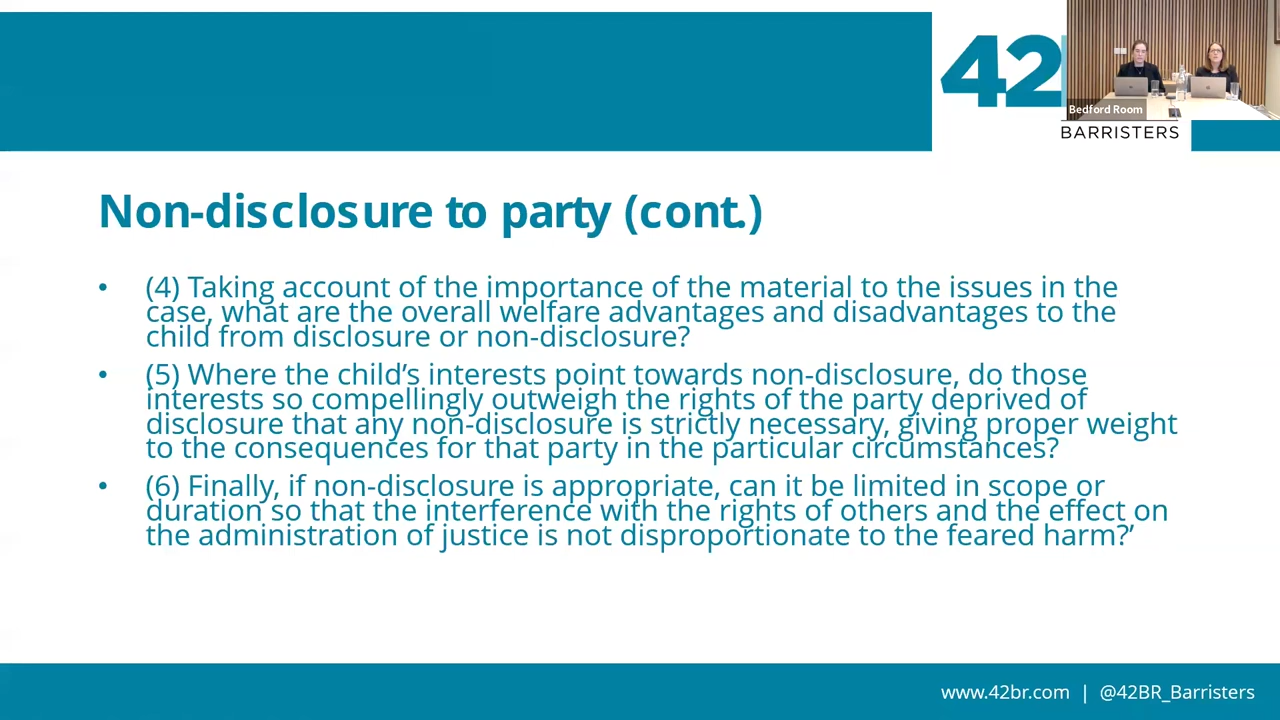 42
Bedford Room
BARRISTERS
Non-disclosure to party (cont.)
• (4) Taking account of the importance of the material to the issues in the
case, what are the overall welfare advantages and disadvantages to the
child from disclosure or non-disclosure?
• (5) Where the child’s interests point towards non-disclosure, do those
interests so compellingly outweigh the rights of the party deprived of
disclosure that any non-disclosure is strictly necessary, giving proper weight
to the consequences for that party in the particular circumstances?
• (6) Finally, if non-disclosure is appropriate, can it be limited in scope or
duration so that the interference with the rights of others and the effect on
the administration of justice is not disproportionate to the feared harm?’
www.42br.com | @42BR_Barristers